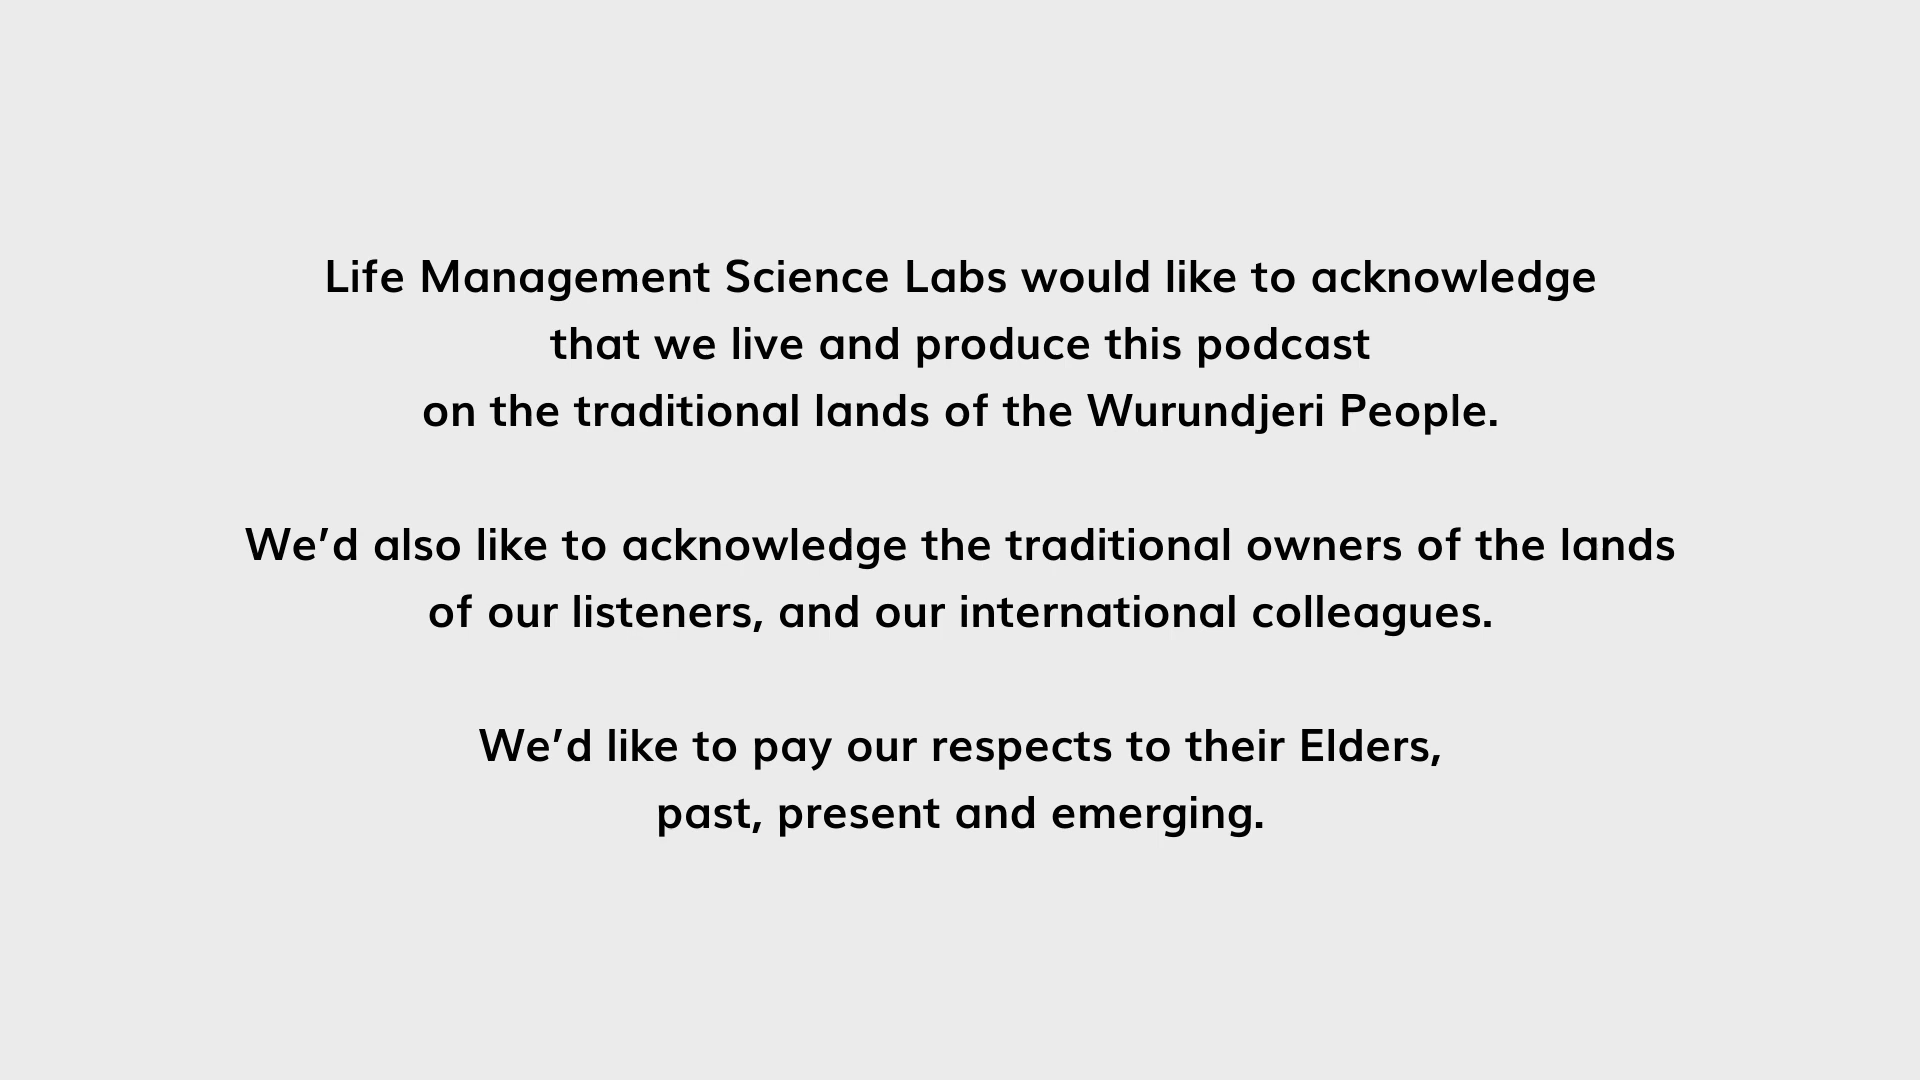 Life Management Science Labs would like to acknowledge
that we live and produce this podcast
on the traditional lands of the Wurundjeri People.
We’d also like to acknowledge the traditional owners of the lands
of our listeners, and our international colleagues.
We’d like to pay our respects to their Elders,
past, present and emerging.